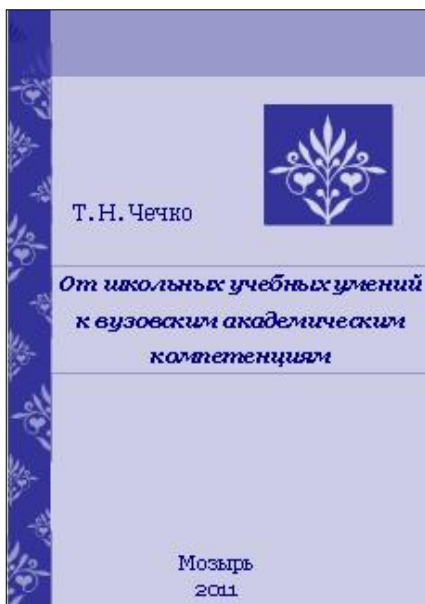 Т.Н.Чечко
От школьных учебных умений
к вузовским академическим
компетенциям
Мозырь
2011